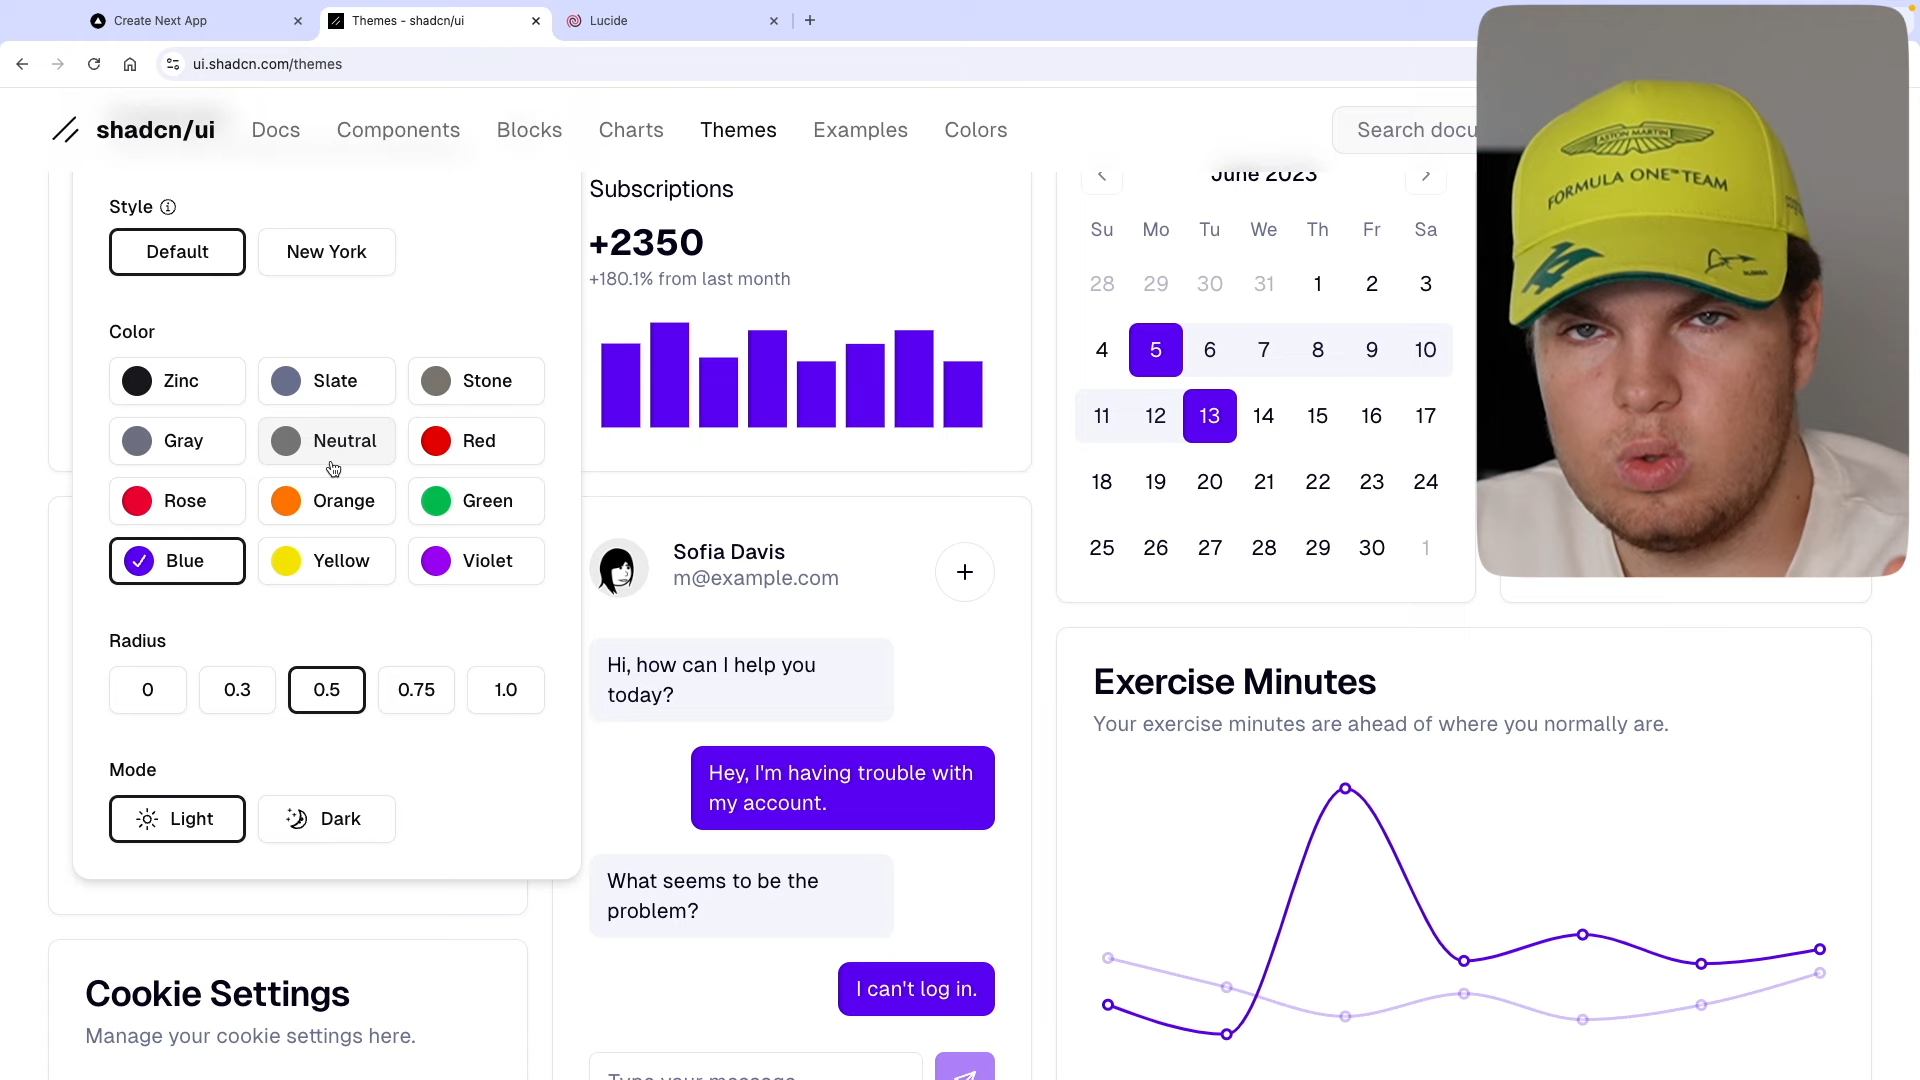 Create Next App
Themes - shadcn/ui
Lucide
ui.shadcn.com/themes
shadcn/ui
Docs
Components
Blocks
Charts
Themes
Examples
Colors
Search docu
Style
Default
New York
Color
Zinc
Slate
Stone
Gray
Neutral
Red
Rose
Orange
Green
Blue
Yellow
Violet
Radius
0
0.3
0.5
0.75
1.0
Mode
Light
Dark
Cookie Settings
Manage your cookie settings here.
Subscriptions
+2350
+180.1% from last month
Sofia Davis
m@example.com
Hi, how can I help you
today?
Hey, I'm having trouble with
my account.
What seems to be the
problem?
I can't log in.
Type your message
June 2023
Su Mo Tu We Th Fr Sa
28 29 30 31 1 2 3
4 5 6 7 8 9 10
11 12 13 14 15 16 17
18 19 20 21 22 23 24
25 26 27 28 29 30 1
Exercise Minutes
Your exercise minutes are ahead of where you normally are.
ASTON MARTIN
FORMULA ONE™ TEAM